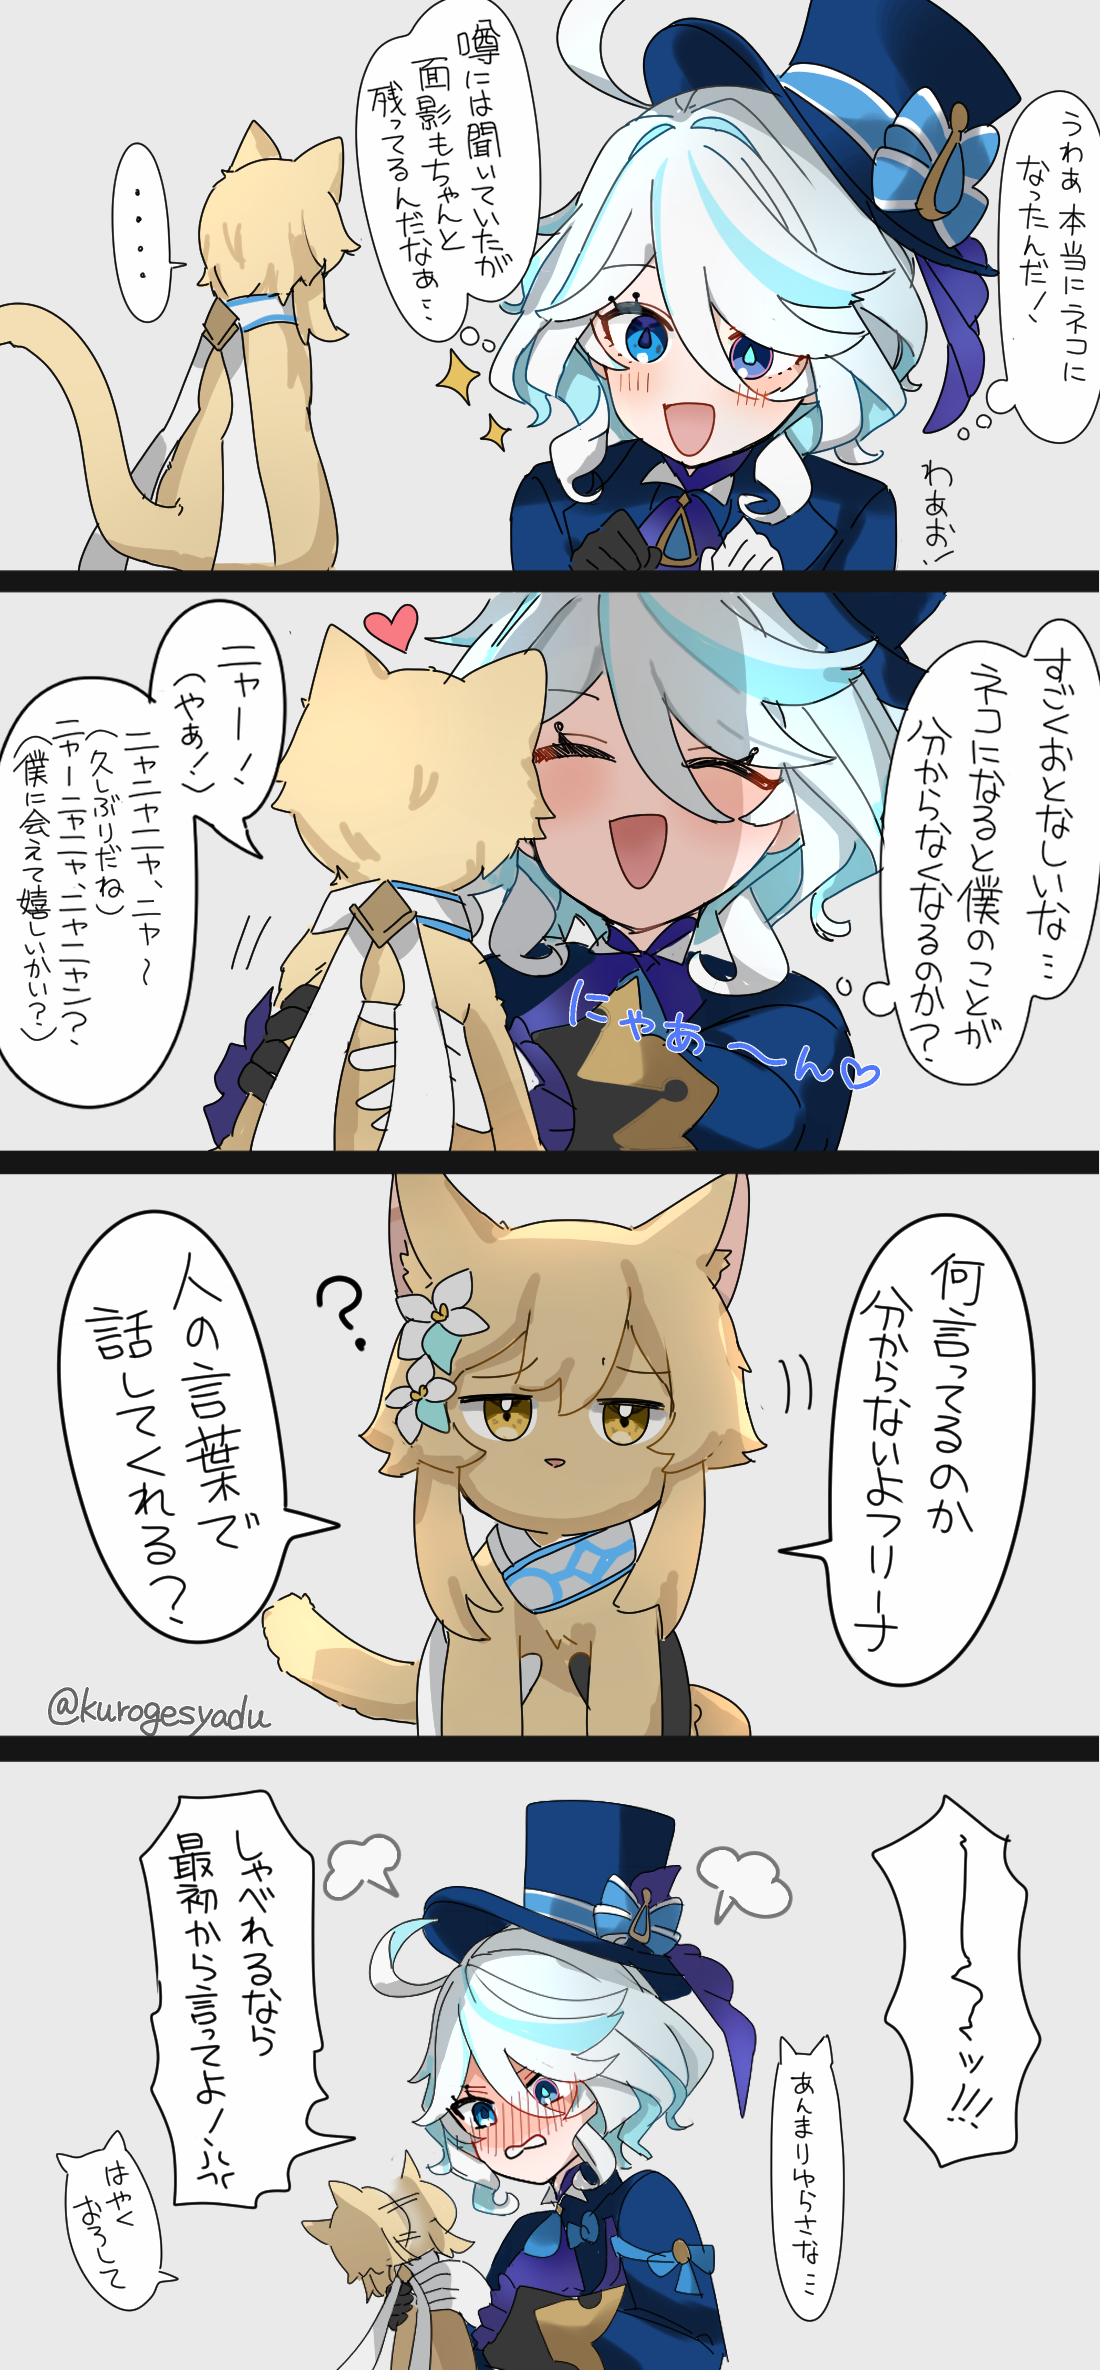 うわぁ本当にネコに
なったんだ！
わぁお！
噂には聞いていたが
面影もちゃんと
残ってるんだなぁ…
・・・・
すごくおとなしいな…
ネコになると僕のことが
分からなくなるのか？
にゃあ〜ん♡
ニャー！
（やぁ！）
ニャニャニャ、ニャ〜
（久しぶりだね）
ニャーニャニャ、ニャニャン？
（僕に会えて嬉しいかい？）
何言ってるのか
分からないよフリーナ
?
人の言葉で
話してくれる？
@kurogesyadu
〜〜ッ!!!
しゃべれるなら
最初から言ってよ！
あんまりゆらさな…
はやく
おろして